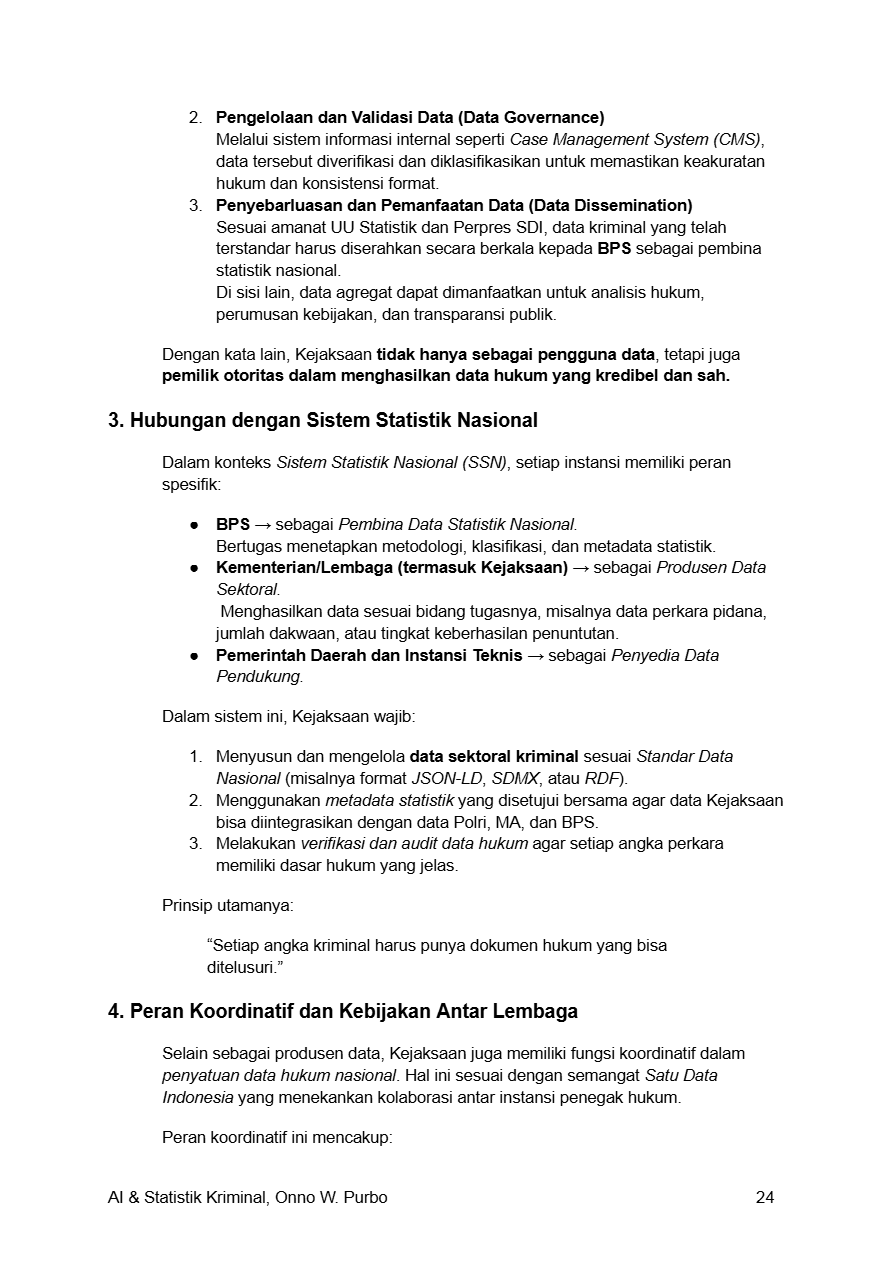 2. Pengelolaan dan Validasi Data (Data Governance)
Melalui sistem informasi internal seperti Case Management System (CMS),
data tersebut diverifikasi dan diklasifikasikan untuk memastikan keakuratan
hukum dan konsistensi format.
3. Penyebarluasan dan Pemanfaatan Data (Data Dissemination)
Sesuai amanat UU Statistik dan Perpres SDI, data kriminal yang telah
terstandar harus diserahkan secara berkala kepada BPS sebagai pembina
statistik nasional.
Di sisi lain, data agregat dapat dimanfaatkan untuk analisis hukum,
perumusan kebijakan, dan transparansi publik.
Dengan kata lain, Kejaksaan tidak hanya sebagai pengguna data, tetapi juga
pemilik otoritas dalam menghasilkan data hukum yang kredibel dan sah.
3. Hubungan dengan Sistem Statistik Nasional
Dalam konteks Sistem Statistik Nasional (SSN), setiap instansi memiliki peran
spesifik:
● BPS → sebagai Pembina Data Statistik Nasional.
Bertugas menetapkan metodologi, klasifikasi, dan metadata statistik.
● Kementerian/Lembaga (termasuk Kejaksaan) → sebagai Produsen Data
Sektoral.
Menghasilkan data sesuai bidang tugasnya, misalnya data perkara pidana,
jumlah dakwaan, atau tingkat keberhasilan penuntutan.
● Pemerintah Daerah dan Instansi Teknis → sebagai Penyedia Data
Pendukung.
Dalam sistem ini, Kejaksaan wajib:
1. Menyusun dan mengelola data sektoral kriminal sesuai Standar Data
Nasional (misalnya format JSON-LD, SDMX, atau RDF).
2. Menggunakan metadata statistik yang disetujui bersama agar data Kejaksaan
bisa diintegrasikan dengan data Polri, MA, dan BPS.
3. Melakukan verifikasi dan audit data hukum agar setiap angka perkara
memiliki dasar hukum yang jelas.
Prinsip utamanya:
“Setiap angka kriminal harus punya dokumen hukum yang bisa
ditelusuri.”
4. Peran Koordinatif dan Kebijakan Antar Lembaga
Selain sebagai produsen data, Kejaksaan juga memiliki fungsi koordinatif dalam
penyatuan data hukum nasional. Hal ini sesuai dengan semangat Satu Data
Indonesia yang menekankan kolaborasi antar instansi penegak hukum.
Peran koordinatif ini mencakup:
AI & Statistik Kriminal, Onno W. Purbo 24